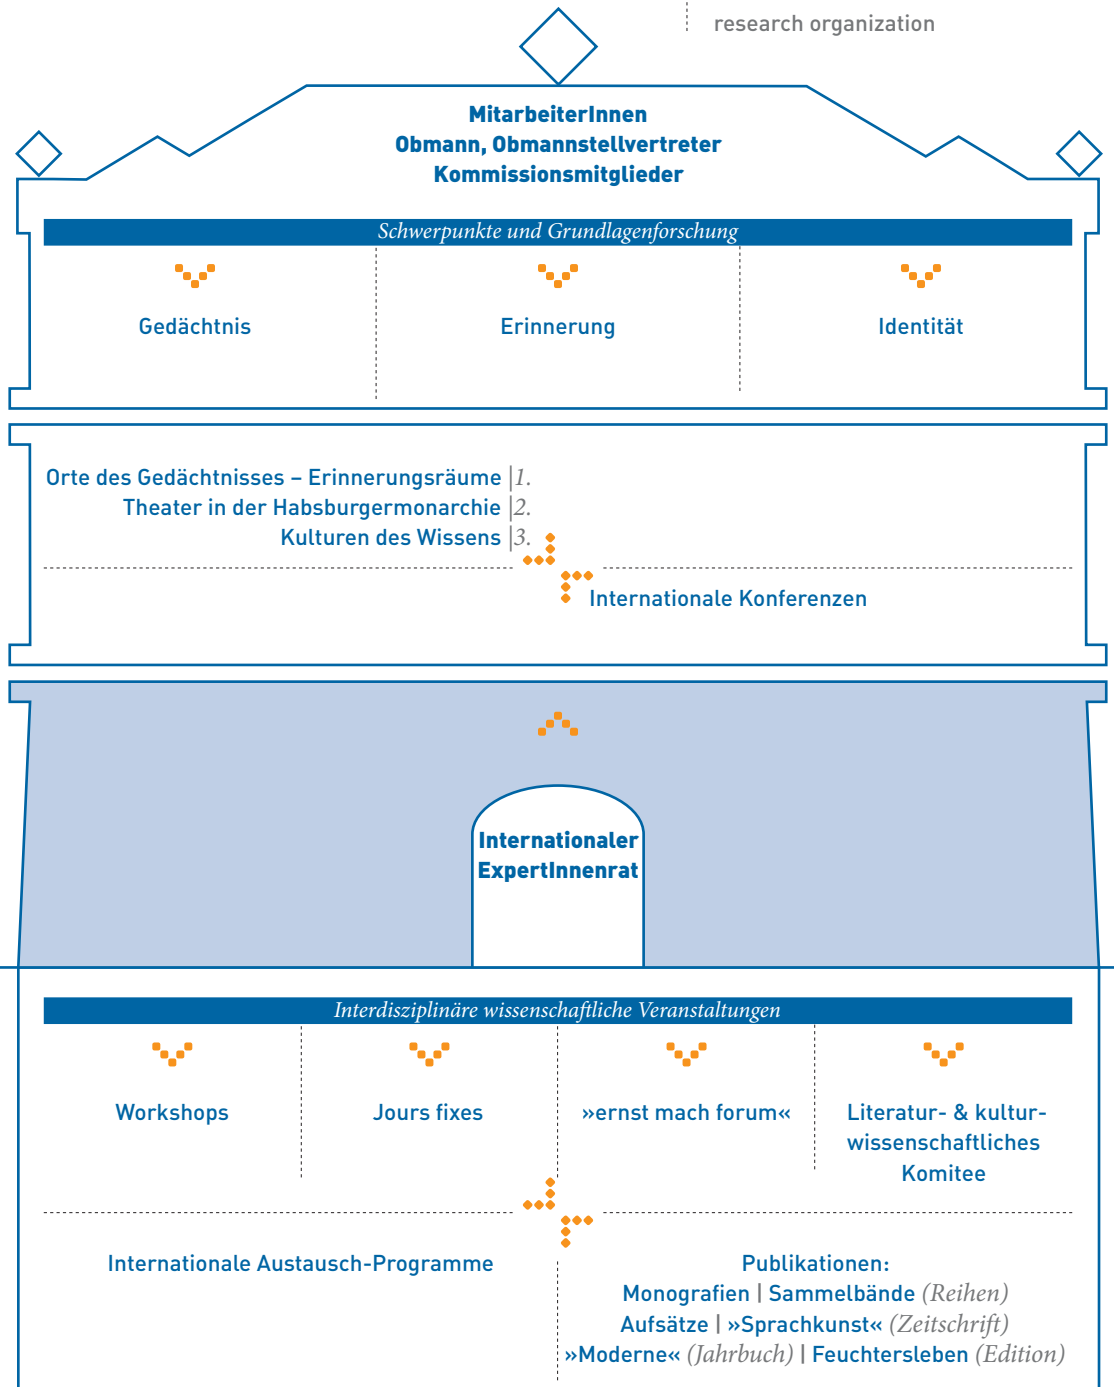 research organization
MitarbeiterInnen
Obmann, Obmannstellvertreter
Kommissionsmitglieder
Schwerpunkte und Grundlagenforschung
Gedächtnis
Erinnerung
Identität
Orte des Gedächtnisses – Erinnerungsräume |1.
Theater in der Habsburgermonarchie |2.
Kulturen des Wissens |3.
Internationale Konferenzen
Internationaler
ExpertInnenrat
Interdisziplinäre wissenschaftliche Veranstaltungen
Workshops
Jours fixes
»ernst mach forum«
Literatur- & kultur-
wissenschaftliches
Komitee
Internationale Austausch-Programme
Publikationen:
Monografien | Sammelbände (Reihen)
Aufsätze | »Sprachkunst« (Zeitschrift)
»Moderne« (Jahrbuch) | Feuchtersleben (Edition)